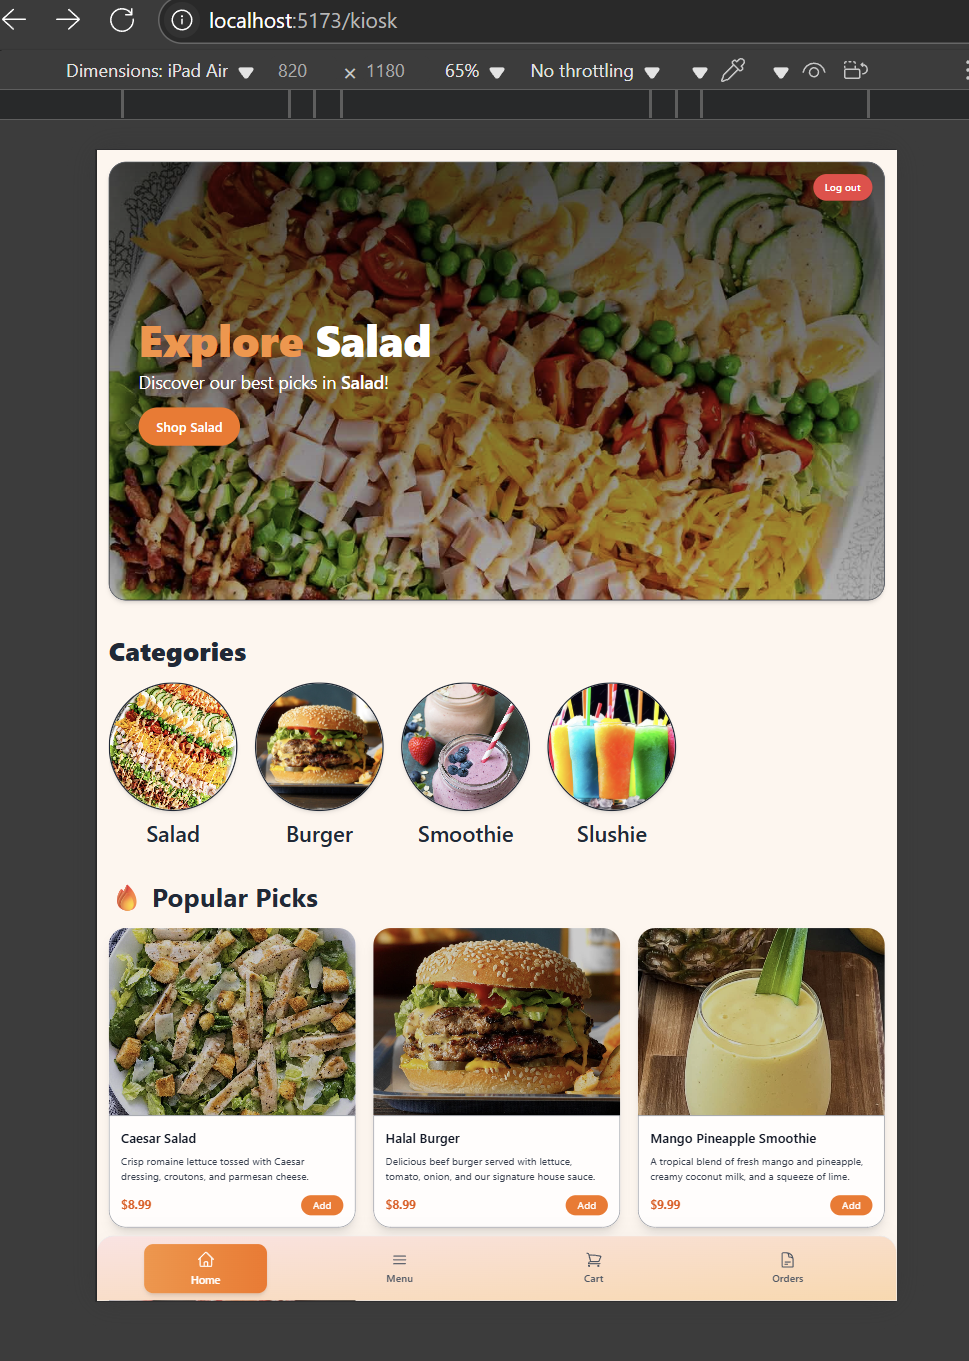 localhost:5173/kiosk
Dimensions: iPad Air 820 × 1180 65% No throttling
Log out
Explore Salad
Discover our best picks in Salad!
Shop Salad
Categories
Salad Burger Smoothie Slushie
Popular Picks
Caesar Salad
Crisp romaine lettuce tossed with Caesar
dressing, croutons, and parmesan cheese.
$8.99 Add
Halal Burger
Delicious beef burger served with lettuce,
tomato, onion, and our signature house sauce.
$8.99 Add
Mango Pineapple Smoothie
A tropical blend of fresh mango and pineapple,
creamy coconut milk, and a squeeze of lime.
$9.99 Add
Home Menu Cart Orders